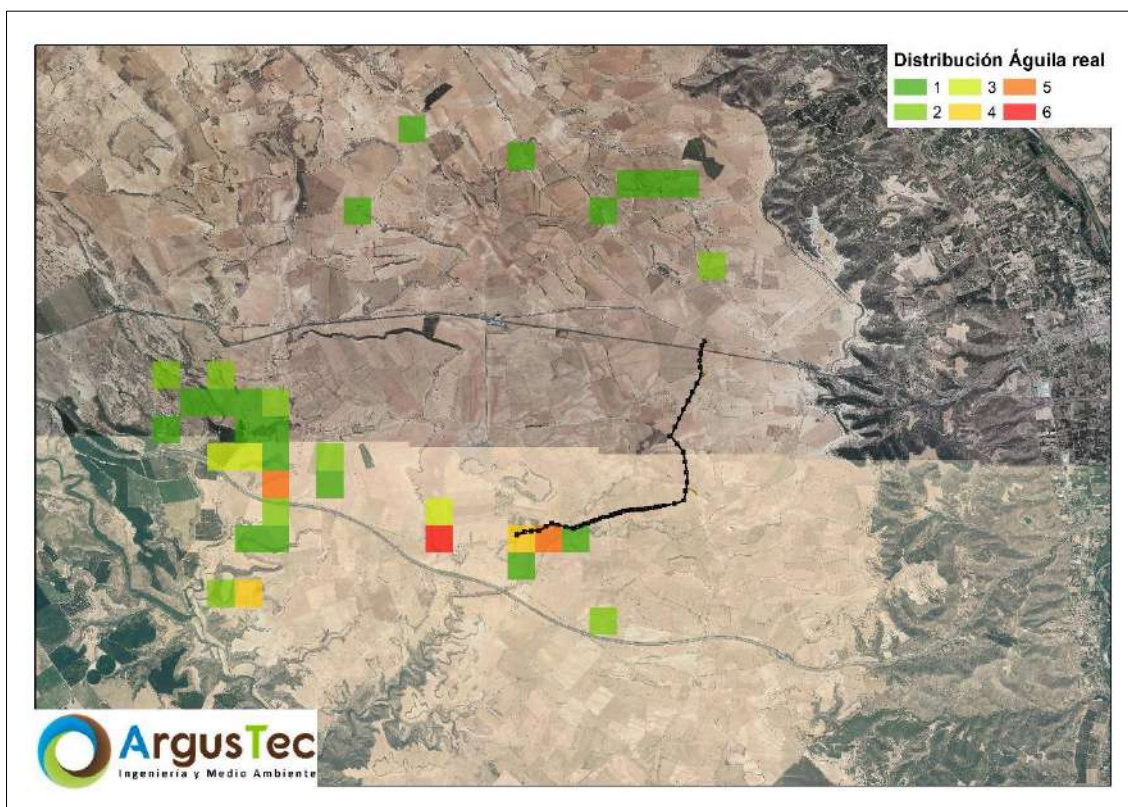 Distribución Águila real
1 3 5
2 4 6
ArgusTec
Ingeniería y Medio Ambiente